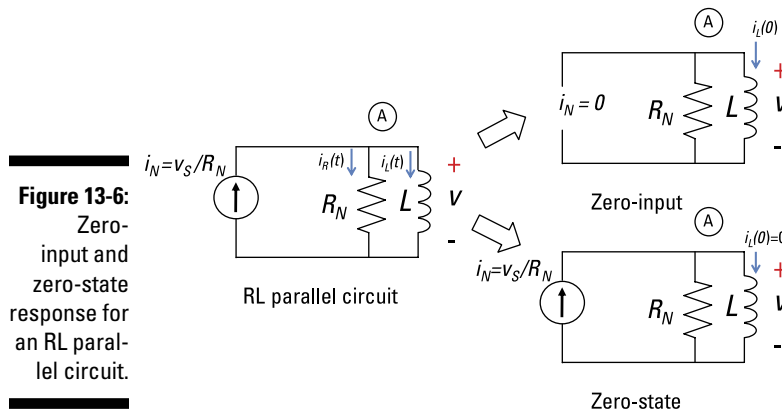 Figure 13-6:
Zero-
input and
zero-state
response for
an RL paral-
lel circuit.
A
iN=vS/RN
iR(t)
iL(t)
RN
L
+
v
-
RL parallel circuit
A
iL(0)
iN = 0
RN
L
+
v
-
Zero-input
A
iL(0)=0
iN=vS/RN
RN
L
+
v
-
Zero-state